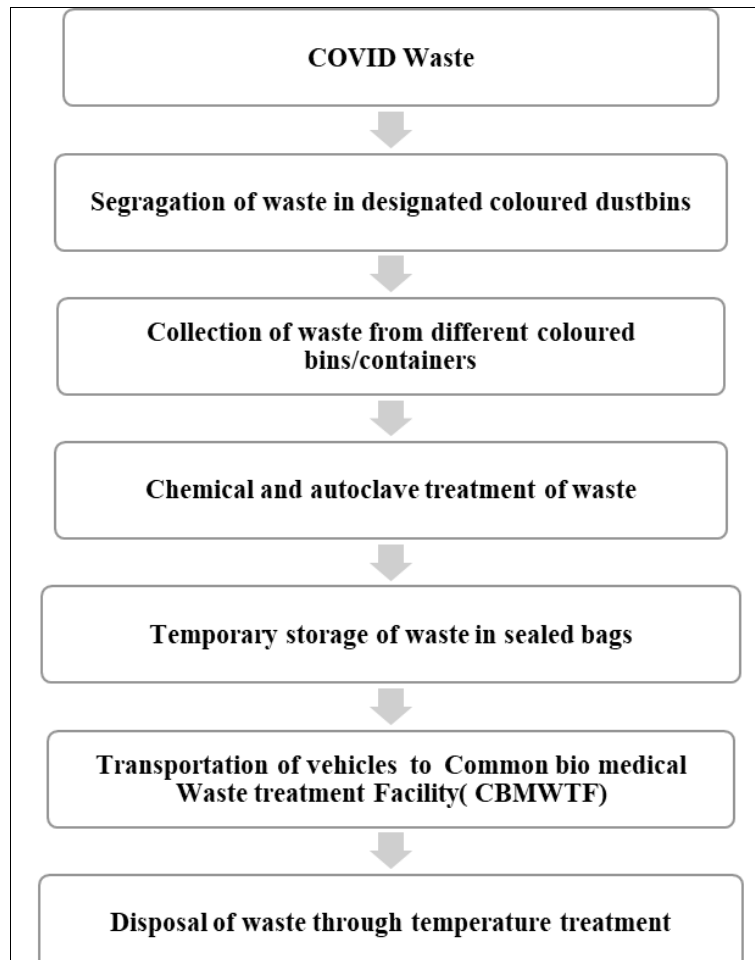 COVID Waste
Segragation of waste in designated coloured dustbins
Collection of waste from different coloured
bins/containers
Chemical and autoclave treatment of waste
Temporary storage of waste in sealed bags
Transportation of vehicles to Common bio medical
Waste treatment Facility( CBMWTF)
Disposal of waste through temperature treatment